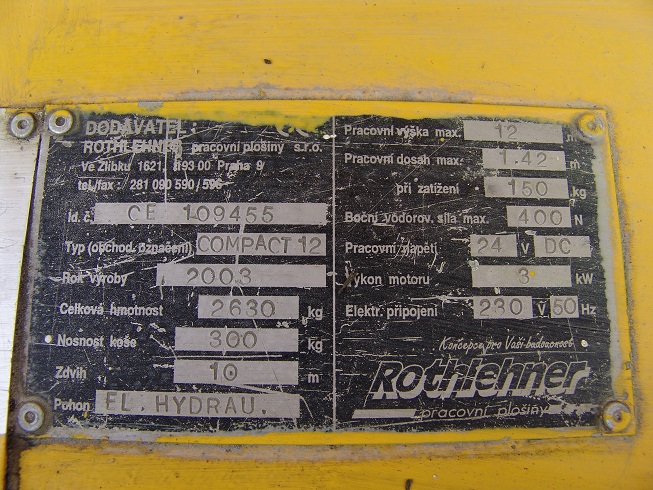 DODAVATEL:
ROTHLEHNER pracovní plošiny s.r.o.
Ve Žlíbku 1621, 193 00 Praha 9
tel./fax : 281 090 590 / 596
Id. č. CE 109455
Typ (obchod. označení) COMPACT 12
Rok výroby 2003
Celková hmotnost 2630 kg
Nosnost koše 300 kg
Zdvih 10 m
Pohon EL. HYDRAU.
Pracovní výška max. 12 m
Pracovní dosah max. 1.42 m
při zatížení 150 kg
Boční vodorov. síla max. 400 N
Pracovní napětí 24 V DC
Výkon motoru 3 kW
Elektr. připojení 230 V 50 Hz
Koncepce pro Vaši budoucnost
Rothlehner
pracovní plošiny